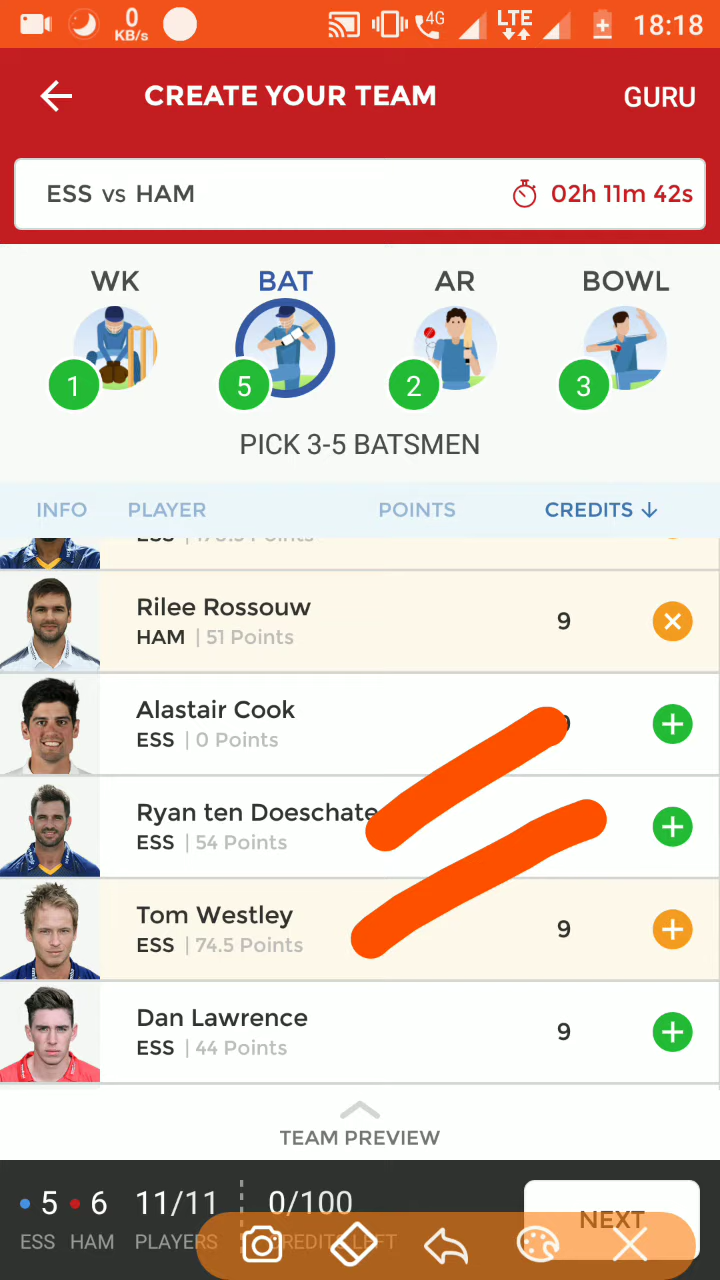 0
KB/s
4G
LTE
18:18
CREATE YOUR TEAM
GURU
ESS vs HAM
02h 11m 42s
WK
BAT
AR
BOWL
1
5
2
3
PICK 3-5 BATSMEN
INFO
PLAYER
POINTS
CREDITS
ESS
Rilee Rossouw
HAM | 51 Points
9
Alastair Cook
ESS | 0 Points
Ryan ten Doeschate
ESS | 54 Points
Tom Westley
ESS | 74.5 Points
9
Dan Lawrence
ESS | 44 Points
9
TEAM PREVIEW
5
6
11/11
0/100
ESS
HAM
PLAYERS
CREDITS LEFT
NEXT